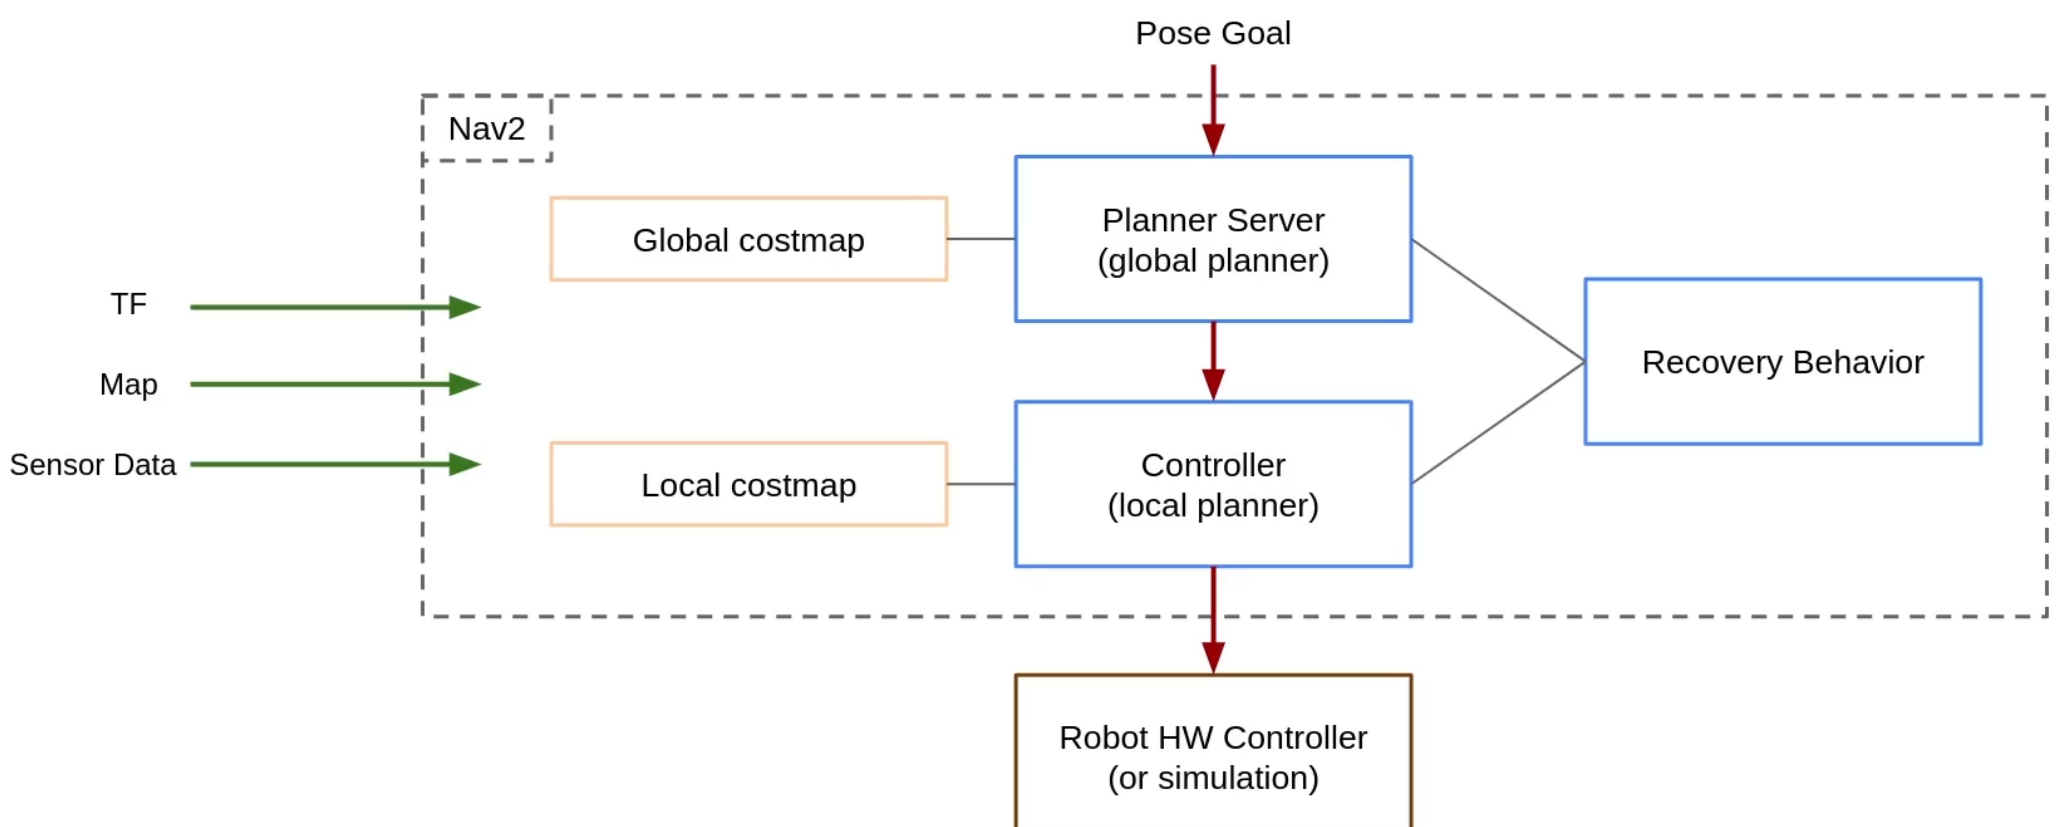 Pose Goal
Nav2
Global costmap
Planner Server
(global planner)
TF
Map
Sensor Data
Recovery Behavior
Local costmap
Controller
(local planner)
Robot HW Controller
(or simulation)